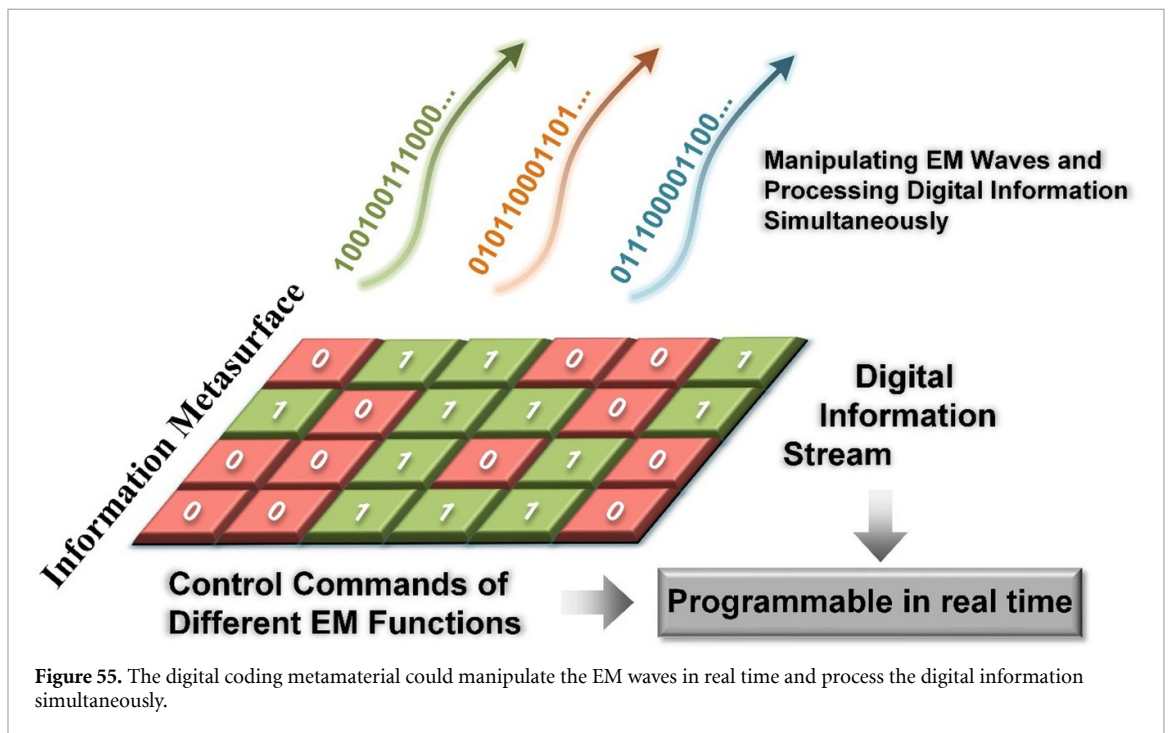 100100111000...
010110001101...
011100001100...
Manipulating EM Waves and
Processing Digital Information
Simultaneously
Information Metasurface
0 1 1 0 0 1
1 0 1 1 0 1
0 0 1 0 1 0
0 0 1 1 1 0
Digital
Information
Stream
Control Commands of
Different EM Functions
Programmable in real time
Figure 55. The digital coding metamaterial could manipulate the EM waves in real time and process the digital information
simultaneously.